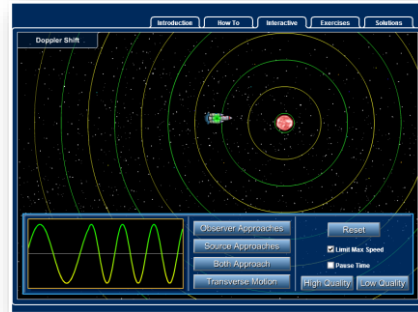 Introduction How To Interactive Exercises Solutions
Doppler Shift
Observer Approaches
Source Approaches
Both Approach
Transverse Motion
Reset
Limit Max Speed
Pause Time
High Quality Low Quality